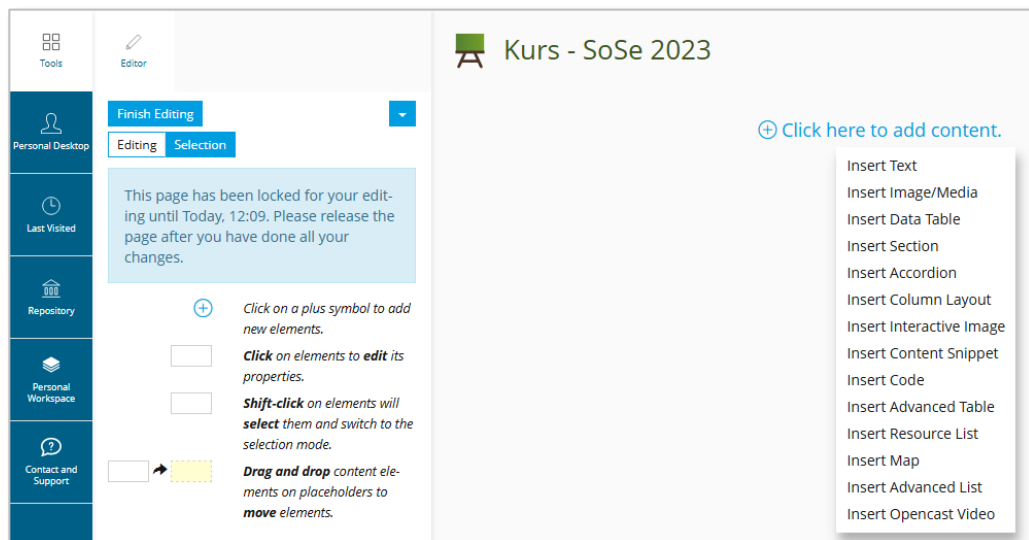 Tools
Editor
Personal Desktop
Last Visited
Repository
Personal
Workspace
Contact and
Support
Finish Editing
Editing
Selection
This page has been locked for your edit-
ing until Today, 12:09. Please release the
page after you have done all your
changes.
Click on a plus symbol to add
new elements.
Click on elements to edit its
properties.
Shift-click on elements will
select them and switch to the
selection mode.
Drag and drop content ele-
ments on placeholders to
move elements.
Kurs - SoSe 2023
Click here to add content.
Insert Text
Insert Image/Media
Insert Data Table
Insert Section
Insert Accordion
Insert Column Layout
Insert Interactive Image
Insert Content Snippet
Insert Code
Insert Advanced Table
Insert Resource List
Insert Map
Insert Advanced List
Insert Opencast Video